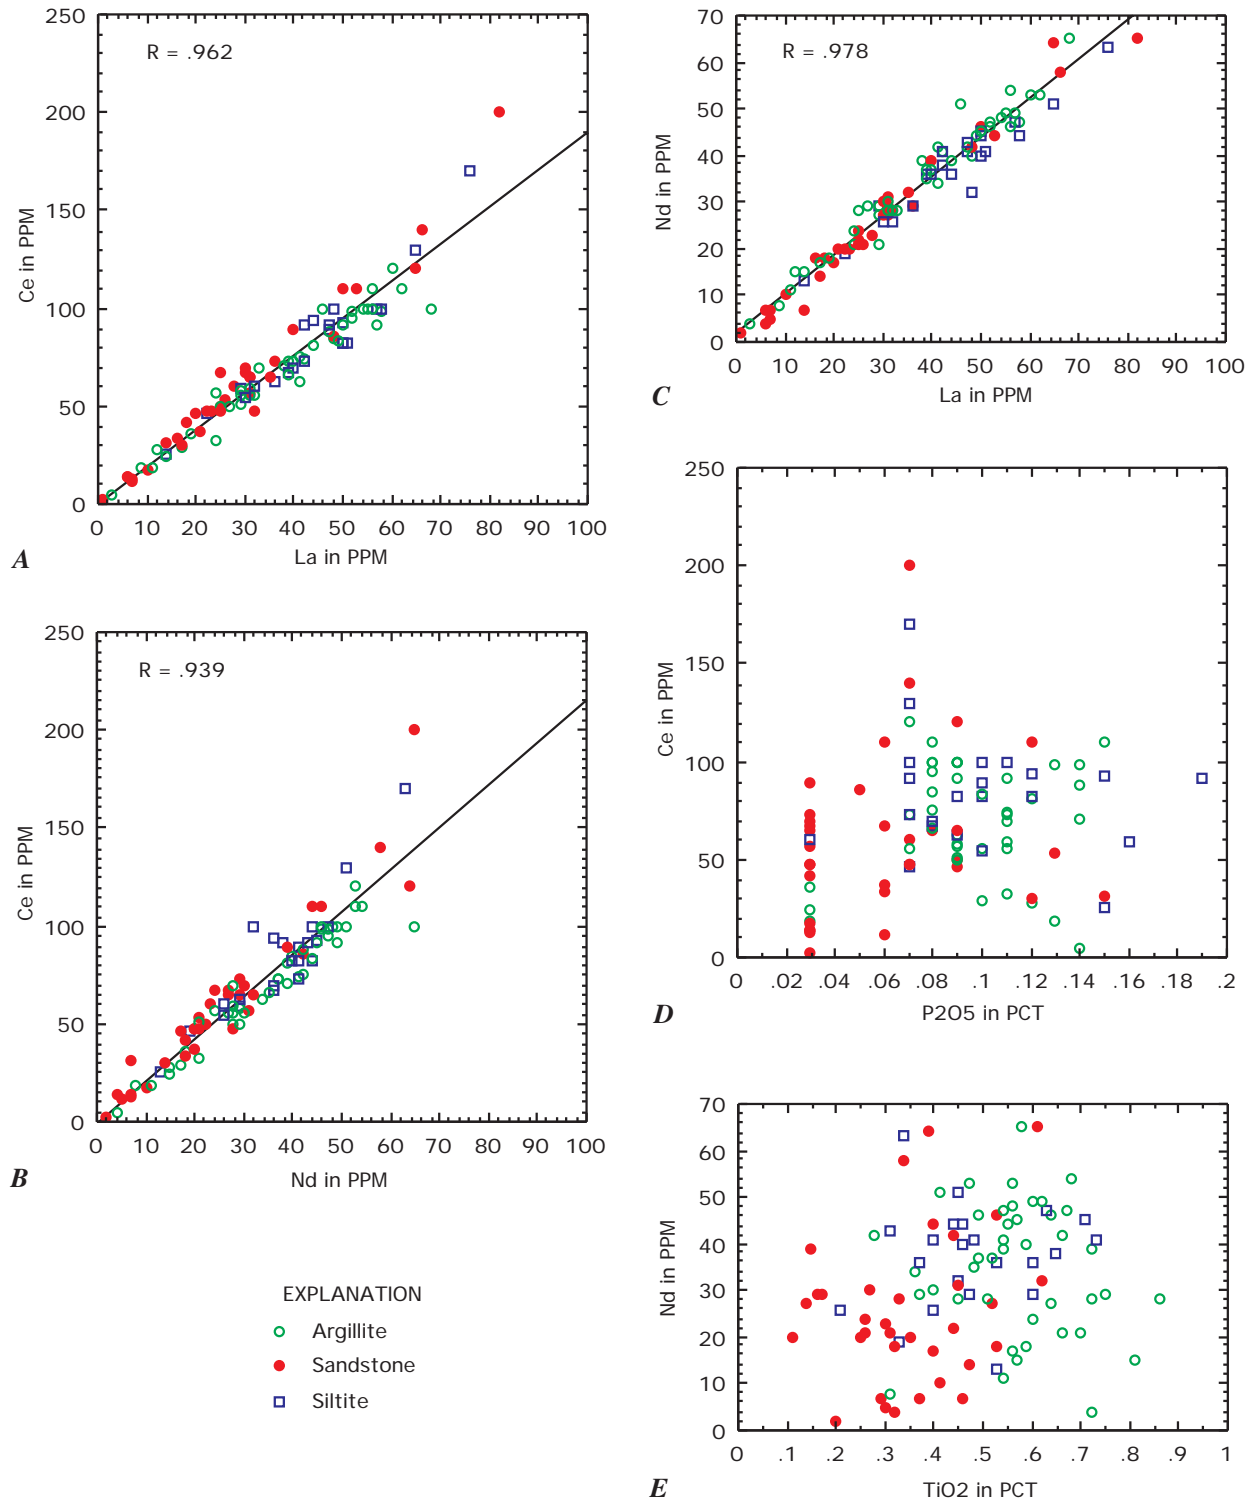 250
200
150
100
50
0
Ce in PPM
R = .962
0 10 20 30 40 50 60 70 80 90 100
La in PPM
A
250
200
150
100
50
0
Ce in PPM
R = .939
0 10 20 30 40 50 60 70 80 90 100
Nd in PPM
B
EXPLANATION
Argillite
Sandstone
Siltite
70
60
50
40
30
20
10
0
Nd in PPM
R = .978
0 10 20 30 40 50 60 70 80 90 100
La in PPM
C
250
200
150
100
50
0
Ce in PPM
0 .02 .04 .06 .08 .1 .12 .14 .16 .18 .2
P2O5 in PCT
D
70
60
50
40
30
20
10
0
Nd in PPM
0 .1 .2 .3 .4 .5 .6 .7 .8 .9 1
TiO2 in PCT
E